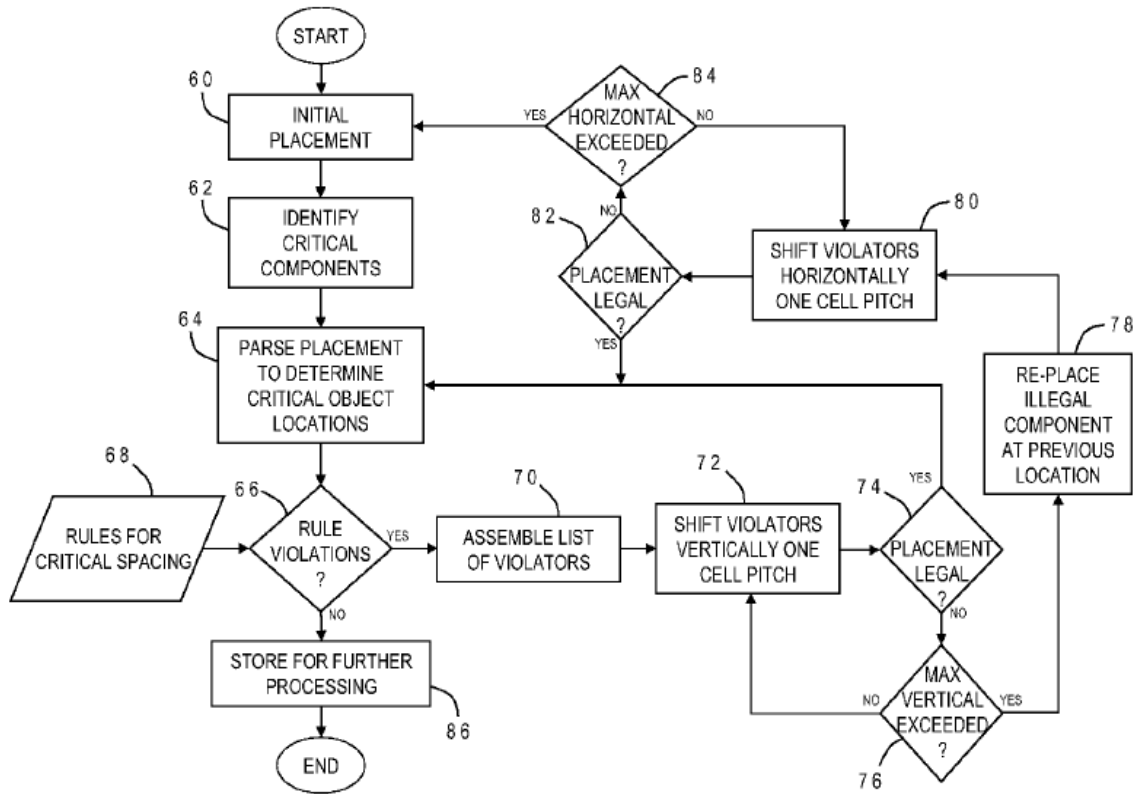 START
60
INITIAL
PLACEMENT
62
IDENTIFY
CRITICAL
COMPONENTS
64
PARSE PLACEMENT
TO DETERMINE
CRITICAL OBJECT
LOCATIONS
68
RULES FOR
CRITICAL SPACING
66
RULE
VIOLATIONS
?
YES
NO
70
ASSEMBLE LIST
OF VIOLATORS
72
SHIFT VIOLATORS
VERTICALLY ONE
CELL PITCH
74
PLACEMENT
LEGAL
?
YES
NO
MAX
VERTICAL
EXCEEDED
?
NO
YES
76
78
RE-PLACE
ILLEGAL
COMPONENT
AT PREVIOUS
LOCATION
80
SHIFT VIOLATORS
HORIZONTALLY
ONE CELL PITCH
82
PLACEMENT
LEGAL
?
NO
YES
84
MAX
HORIZONTAL
EXCEEDED
?
YES
NO
STORE FOR FURTHER
PROCESSING
86
END